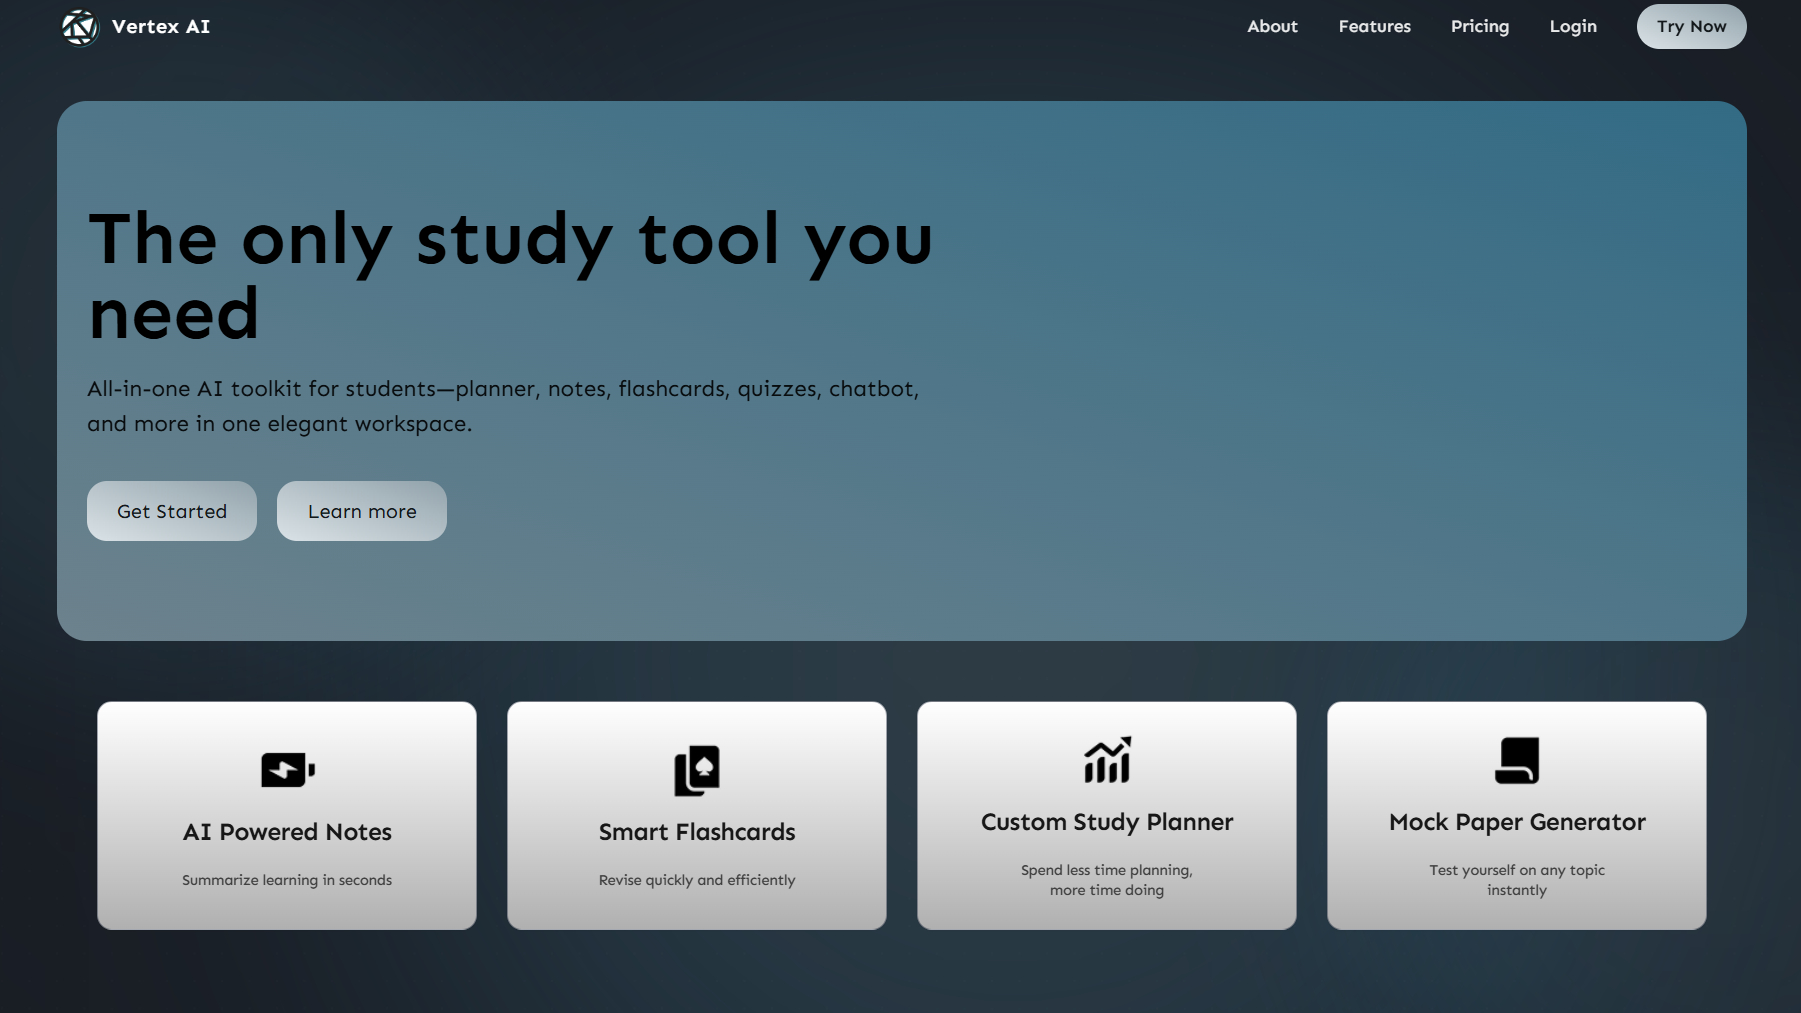 Vertex AI
About Features Pricing Login Try Now
The only study tool you
need
All-in-one AI toolkit for students—planner, notes, flashcards, quizzes, chatbot,
and more in one elegant workspace.
Get Started Learn more
AI Powered Notes
Summarize learning in seconds
Smart Flashcards
Revise quickly and efficiently
Custom Study Planner
Spend less time planning,
more time doing
Mock Paper Generator
Test yourself on any topic
instantly